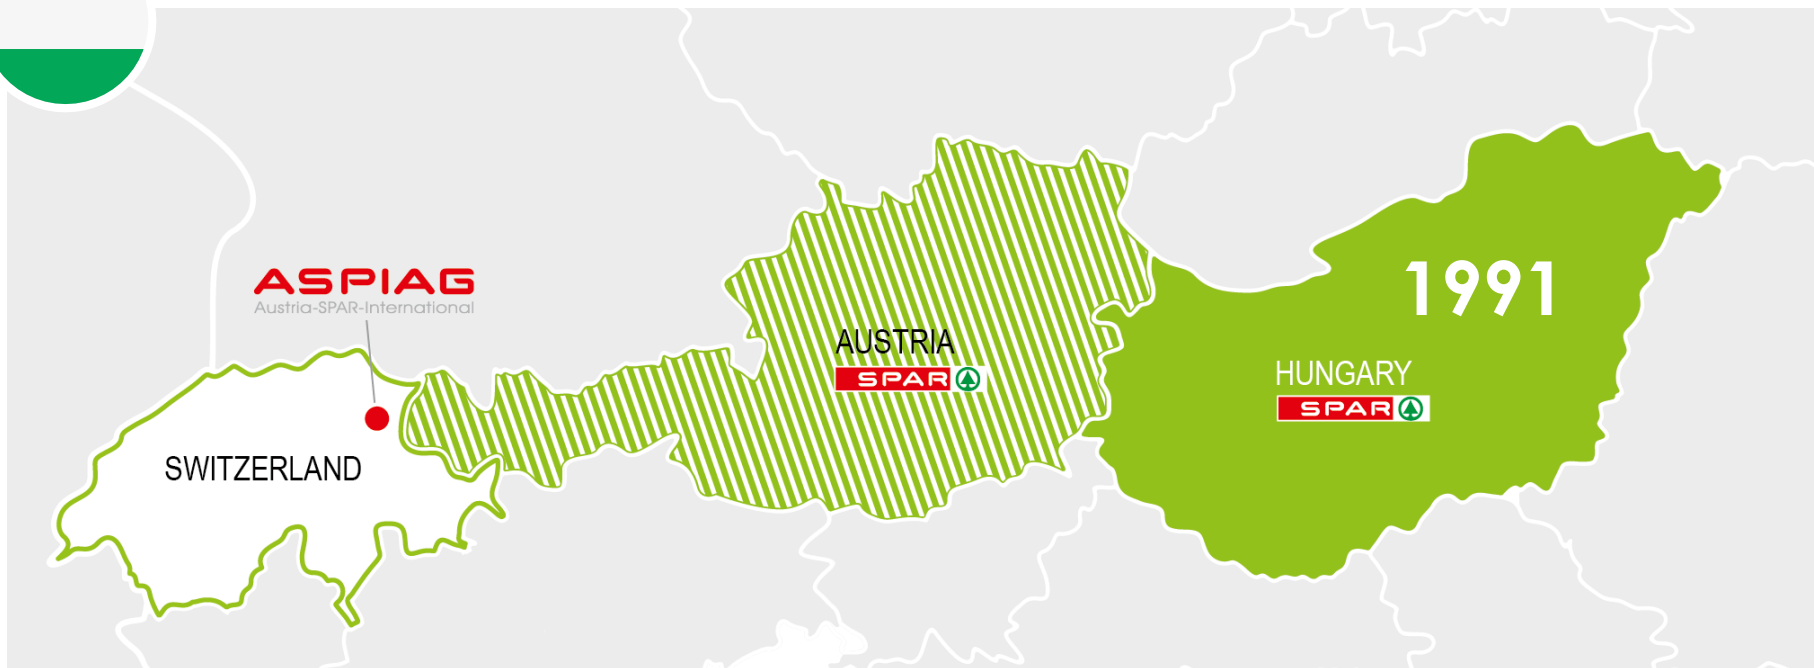 1991
ASPIAG
Austria-SPAR-International
AUSTRIA
SPAR
HUNGARY
SPAR
SWITZERLAND